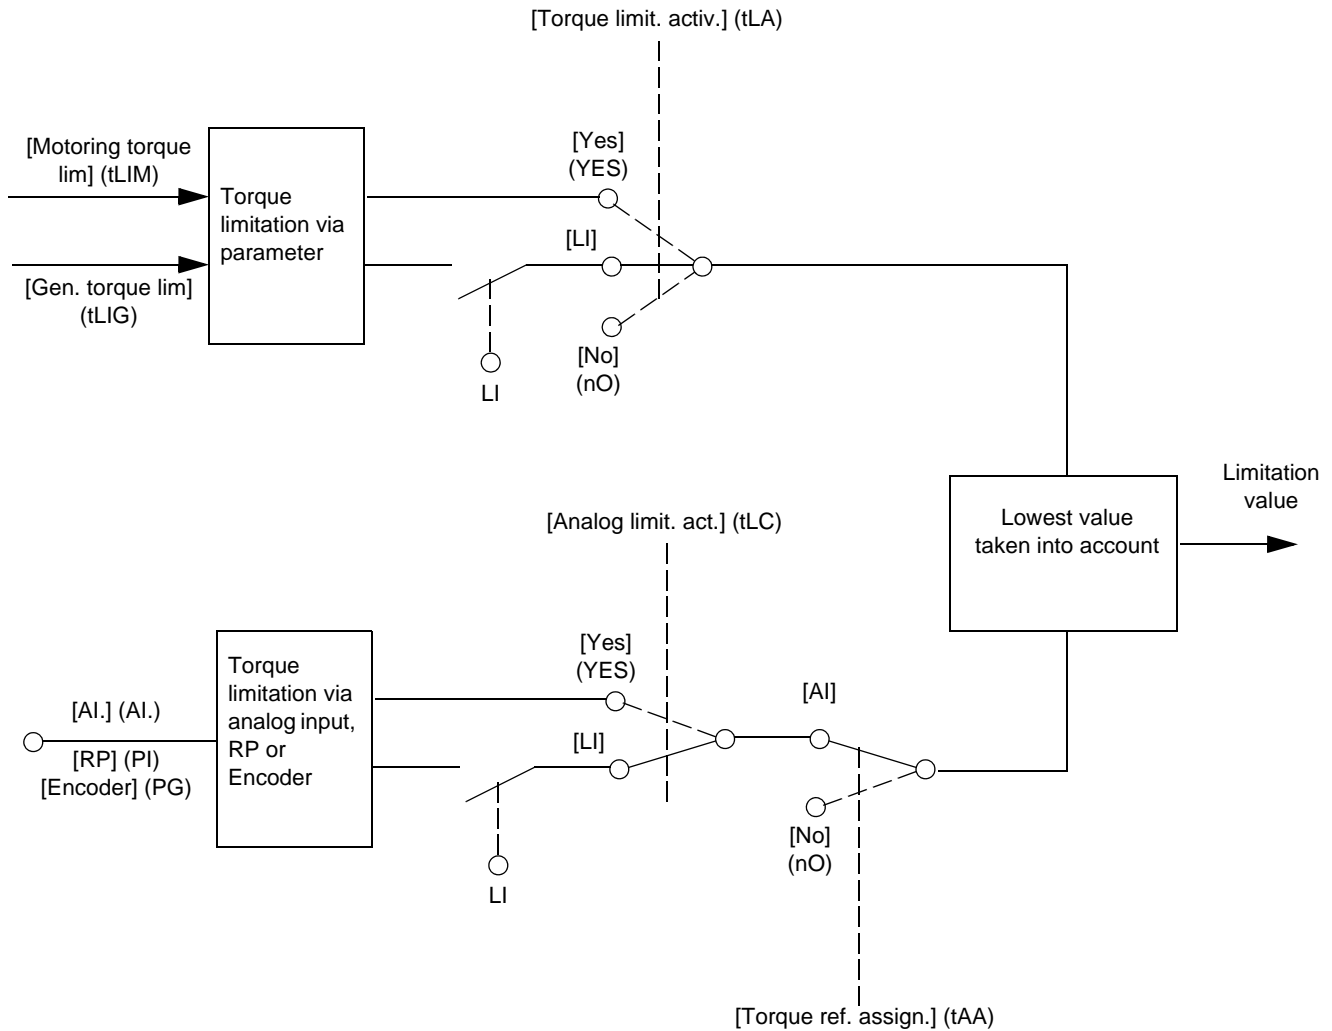 [Torque limit. activ.] (tLA)
[Motoring torque
lim] (tLIM)
[Gen. torque lim]
(tLIG)
Torque
limitation via
parameter
[Yes]
(YES)
[LI]
LI
[No]
(nO)
Lowest value
taken into account
Limitation
value
[Analog limit. act.] (tLC)
[AI.] (AI.)
[RP] (PI)
[Encoder] (PG)
Torque
limitation via
analog input,
RP or
Encoder
[Yes]
(YES)
[LI]
LI
[AI]
[No]
(nO)
[Torque ref. assign.] (tAA)